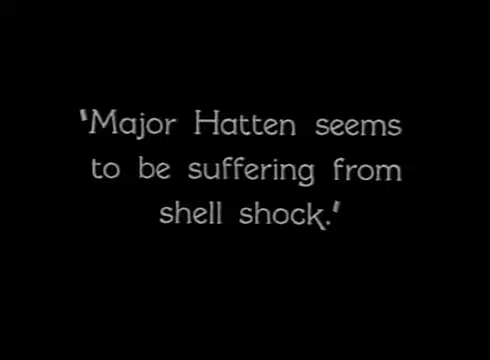 'Major Hatten seems
to be suffering from
shell shock.'